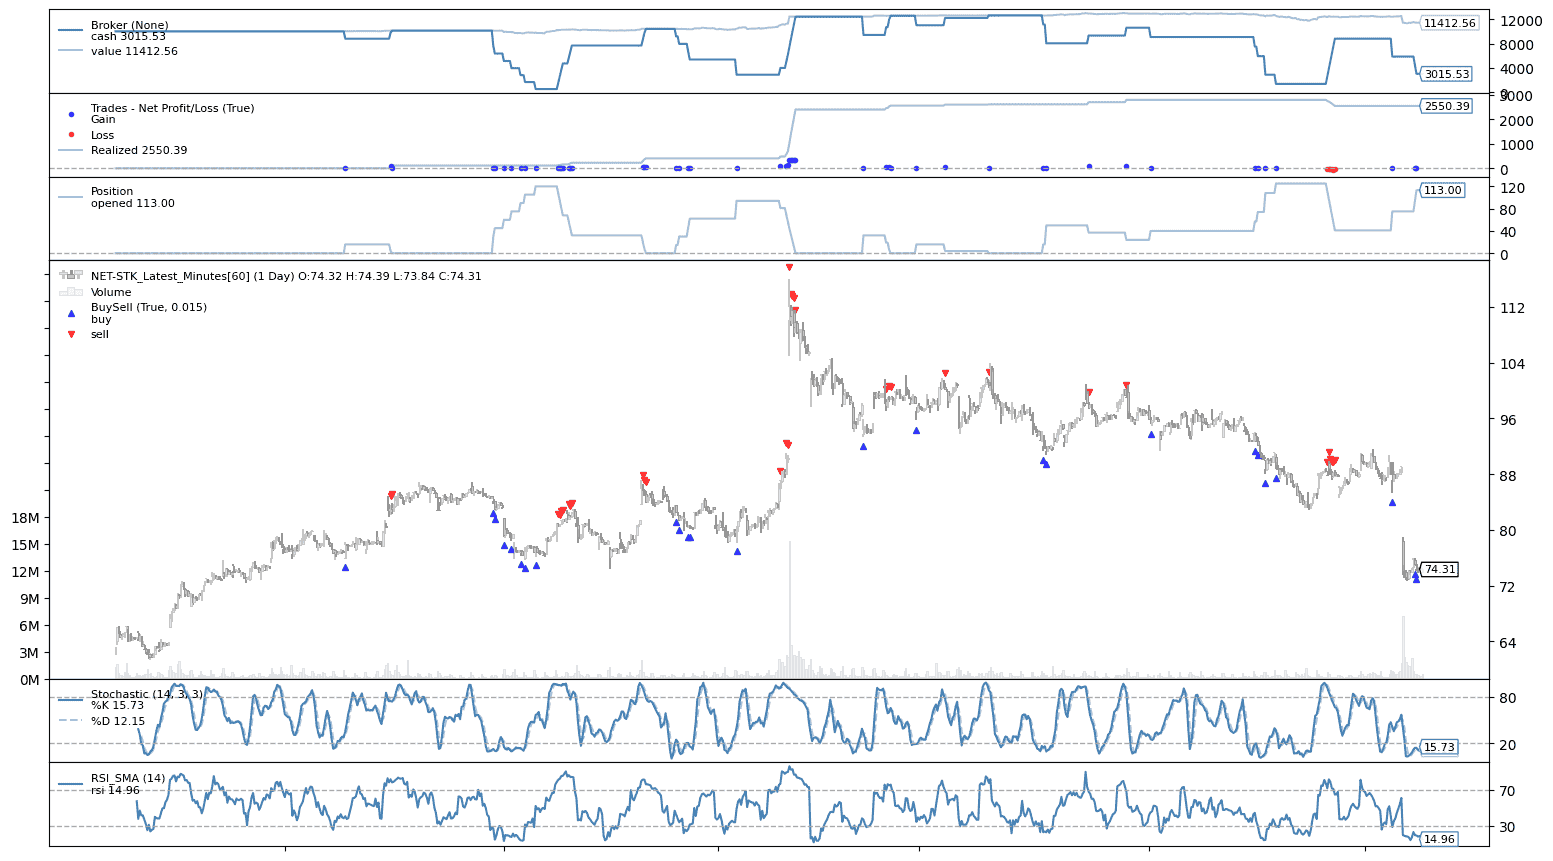 Broker (None)
cash 3015.53
value 11412.56
12000
11412.56
8000
4000
3015.53
0
Trades - Net Profit/Loss (True)
Gain
Loss
Realized 2550.39
3000
2550.39
2000
1000
0
Position
opened 113.00
120
113.00
80
40
0
NET-STK_Latest_Minutes[60] (1 Day) O:74.32 H:74.39 L:73.84 C:74.31
Volume
BuySell (True, 0.015)
buy
sell
112
104
96
88
80
74.31
72
64
18M
15M
12M
9M
6M
3M
0M
Stochastic (14, 3, 3)
%K 15.73
%D 12.15
80
20
15.73
RSI_SMA (14)
rsi 14.96
70
30
14.96